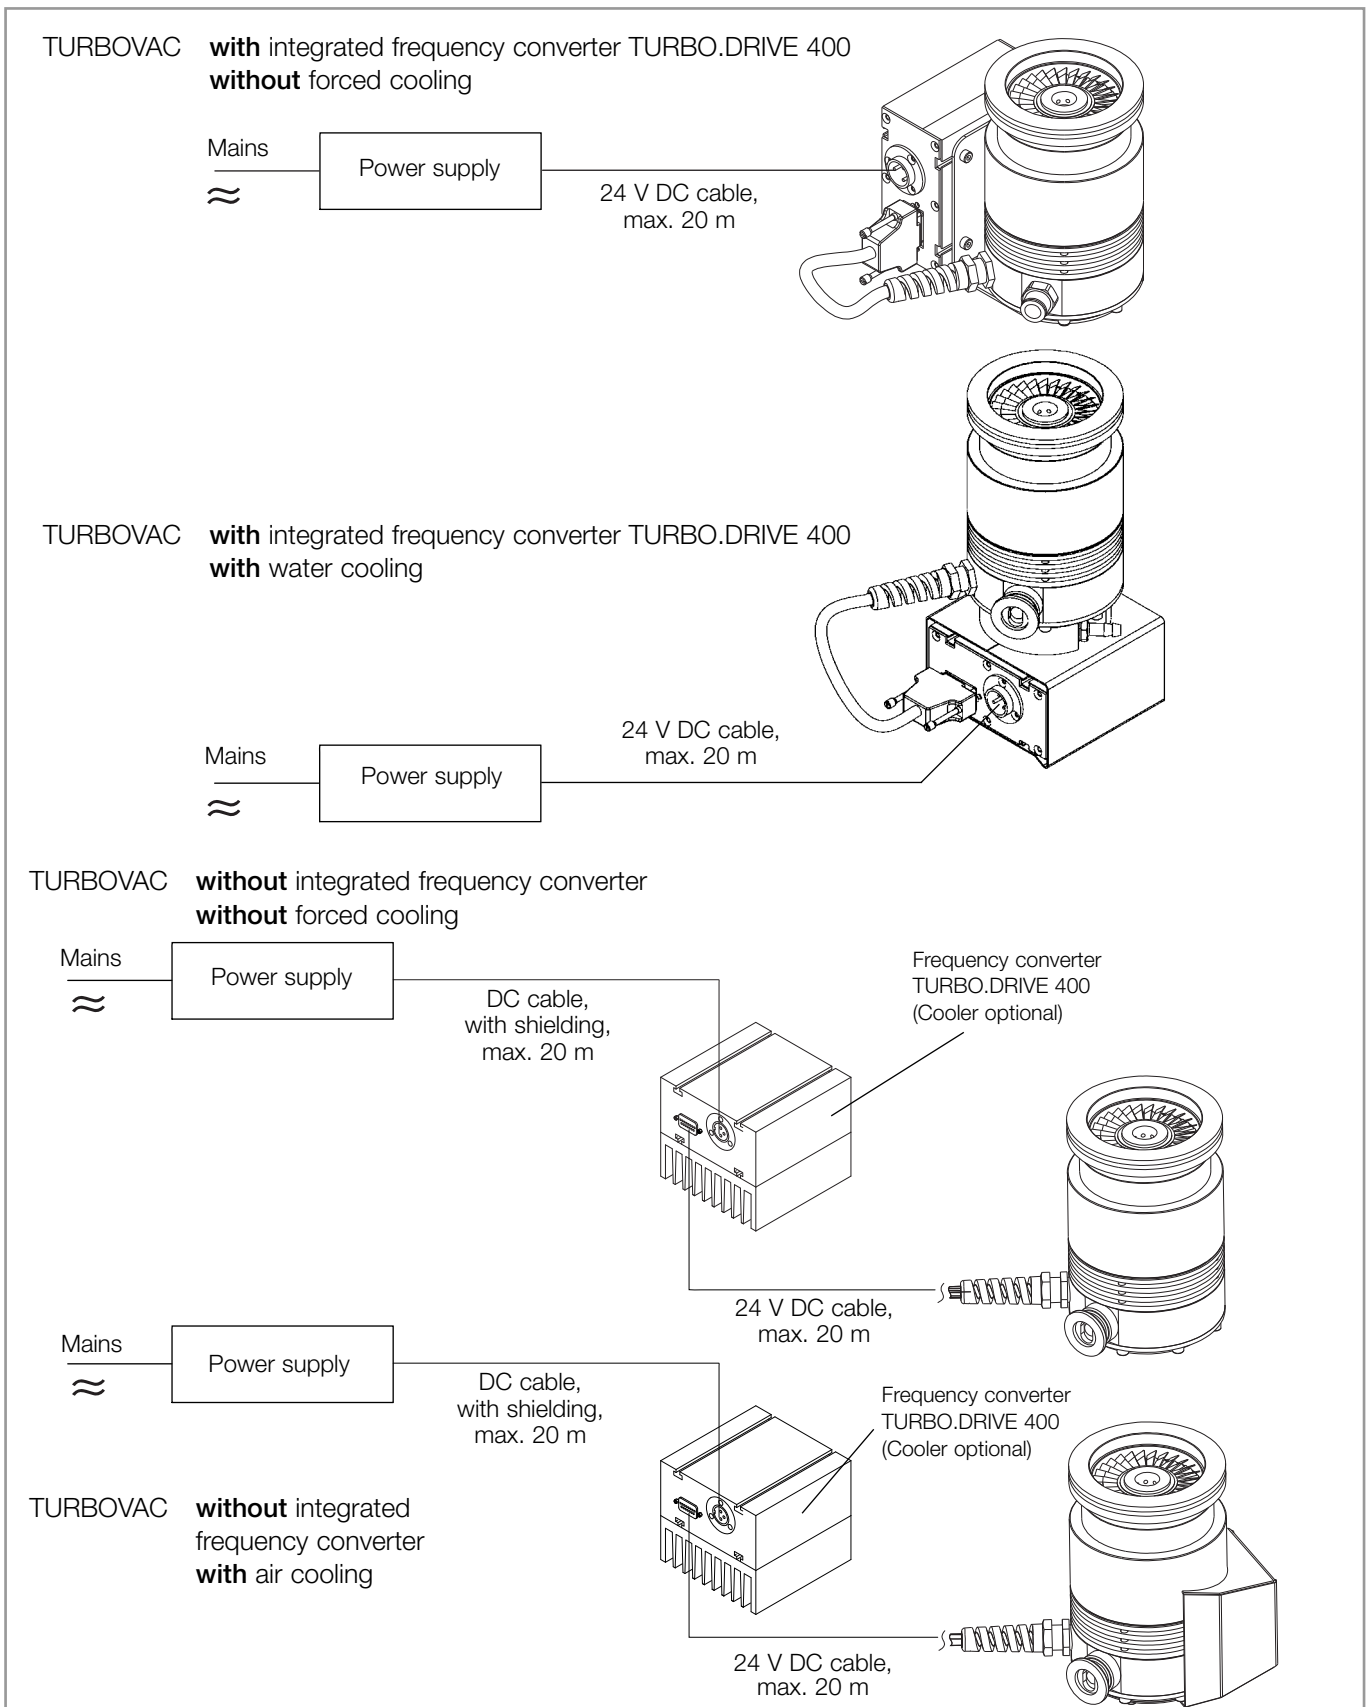 TURBOVAC with integrated frequency converter TURBO.DRIVE 400
without forced cooling
Mains
≈
Power supply
24 V DC cable,
max. 20 m
TURBOVAC with integrated frequency converter TURBO.DRIVE 400
with water cooling
24 V DC cable,
max. 20 m
Mains
≈
Power supply
TURBOVAC without integrated frequency converter
without forced cooling
Mains
≈
Power supply
DC cable,
with shielding,
max. 20 m
Frequency converter
TURBO.DRIVE 400
(Cooler optional)
24 V DC cable,
max. 20 m
Mains
≈
Power supply
DC cable,
with shielding,
max. 20 m
Frequency converter
TURBO.DRIVE 400
(Cooler optional)
TURBOVAC without integrated
frequency converter
with air cooling
24 V DC cable,
max. 20 m